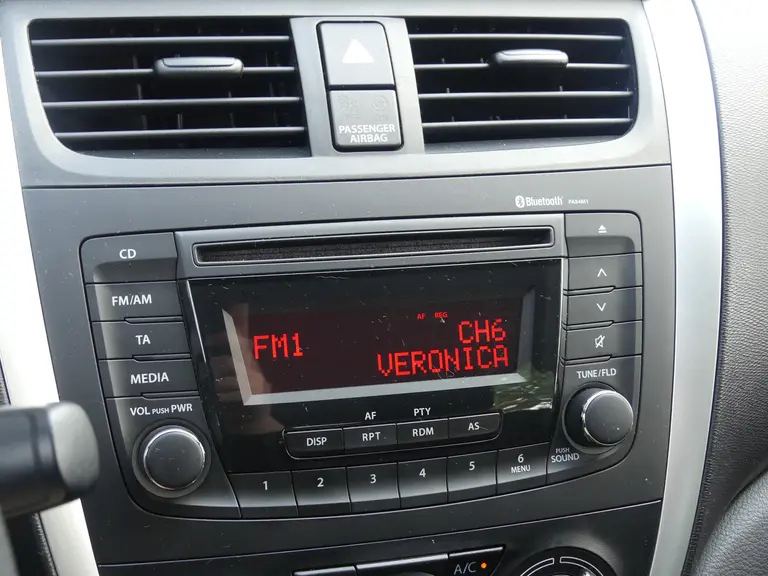 PASSENGER
AIRBAG
Bluetooth
CD
FM/AM
TA
MEDIA
VOL PUSH PWR
AF REG
FM1
CH6
VERONICA
TUNE/FLD
AF
PTY
DISP
RPT
RDM
AS
1
2
3
4
5
6
MENU
PUSH
SOUND
A/C